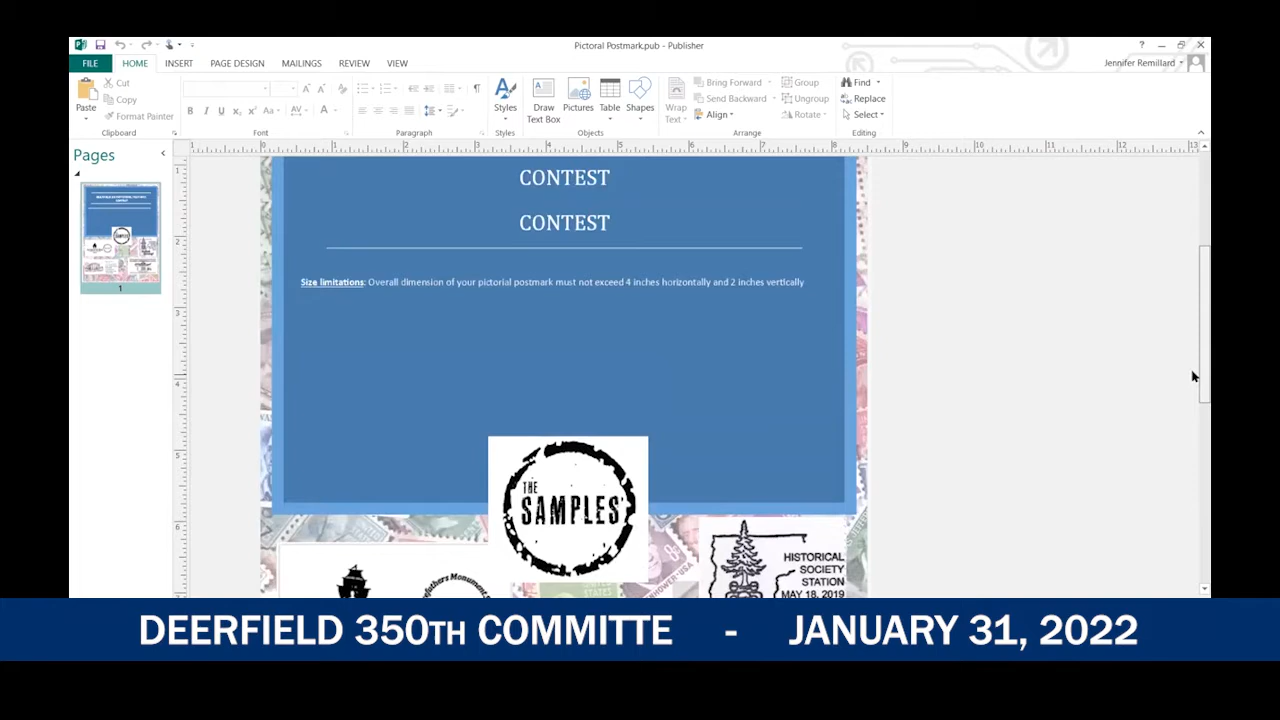 Pictoral Postmark.pub - Publisher
FILE HOME INSERT PAGE DESIGN MAILINGS REVIEW VIEW
Jennifer Remillard
Paste
Cut
Copy
Format Painter
Clipboard
B I U
Aa
AV
A
Font
Paragraph
Styles
Styles
Draw
Text Box
Pictures
Table
Shapes
Objects
Wrap
Text
Bring Forward
Send Backward
Align
Group
Ungroup
Rotate
Arrange
Find
Replace
Select
Editing
Pages
1
CONTEST
CONTEST
Size limitations: Overall dimension of your pictorial postmark must not exceed 4 inches horizontally and 2 inches vertically
THE
SAMPLES
HISTORICAL
SOCIETY
STATION
MAY 18, 2019
DEERFIELD 350TH COMMITTE - JANUARY 31, 2022